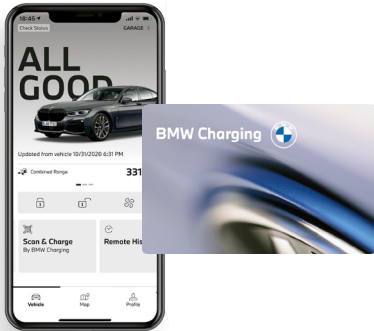 18:45
Check Status
GARAGE
ALL
GOOD
Updated from vehicle 10/31/2020 6:31 PM
Combined Range
331
BMW Charging
Scan & Charge
By BMW Charging
Remote His
Vehicle
Map
Profile